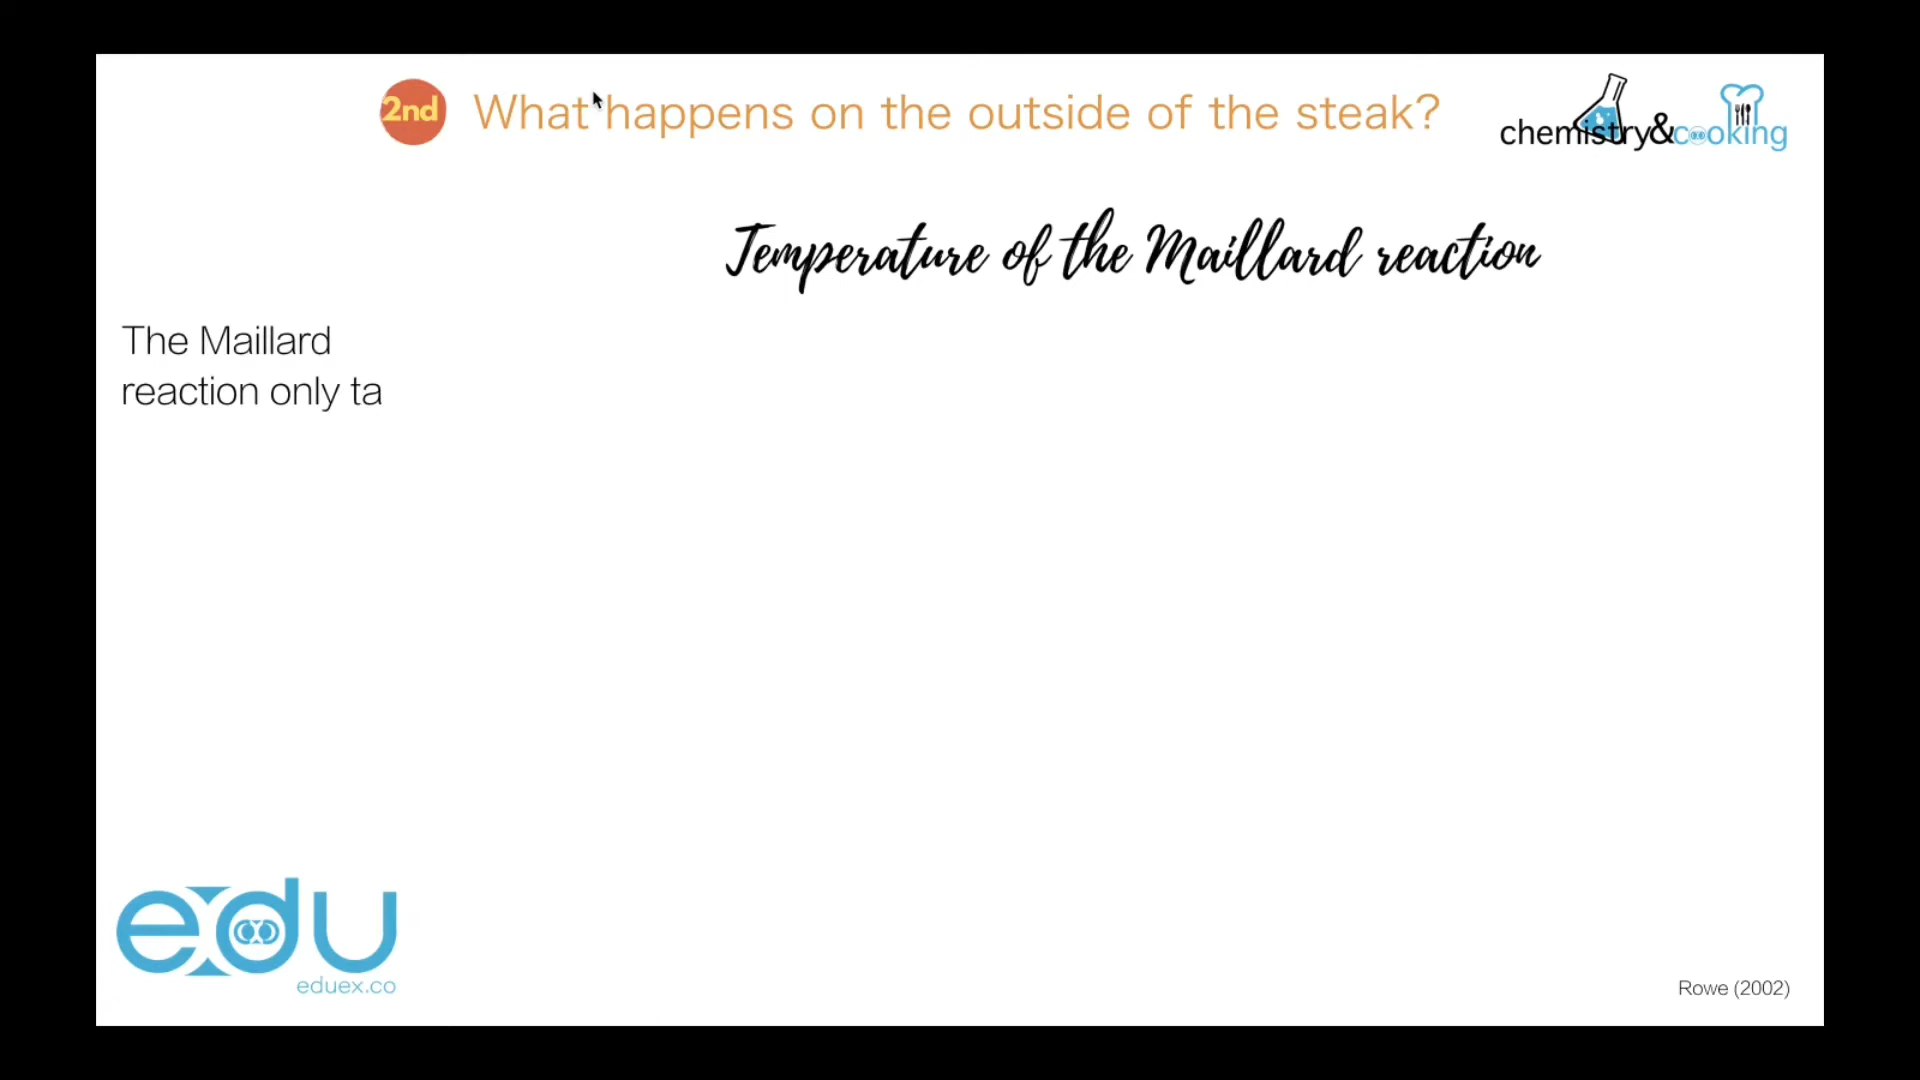 2nd What happens on the outside of the steak?
chemistry&cooking
Temperature of the Maillard reaction
The Maillard
reaction only ta
edu
eduex.co
Rowe (2002)